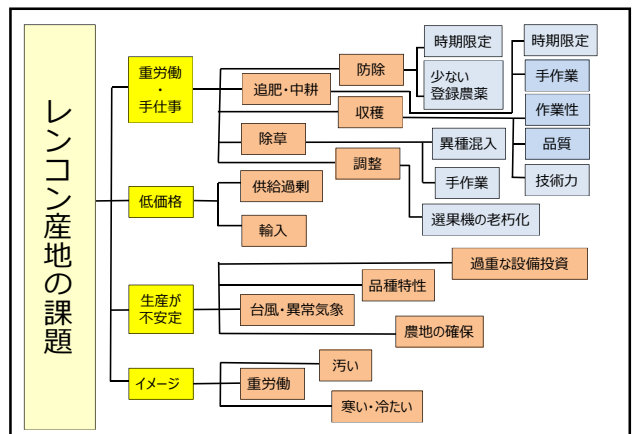 レンコン産地の課題
重労働
・
手仕事
防除
時期限定
少ない
登録農薬
追肥・中耕
時期限定
手作業
収穫
作業性
品質
技術力
除草
異種混入
手作業
調整
選果機の老朽化
低価格
供給過剰
輸入
生産が
不安定
過重な設備投資
品種特性
台風・異常気象
農地の確保
イメージ
汚い
重労働
寒い・冷たい